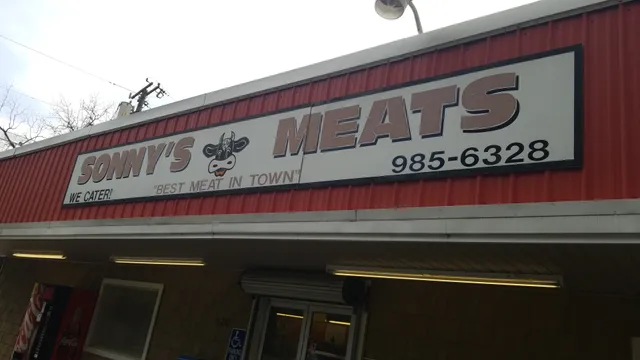 SONNY'S MEATS
"BEST MEAT IN TOWN"
WE CATER!
985-6328